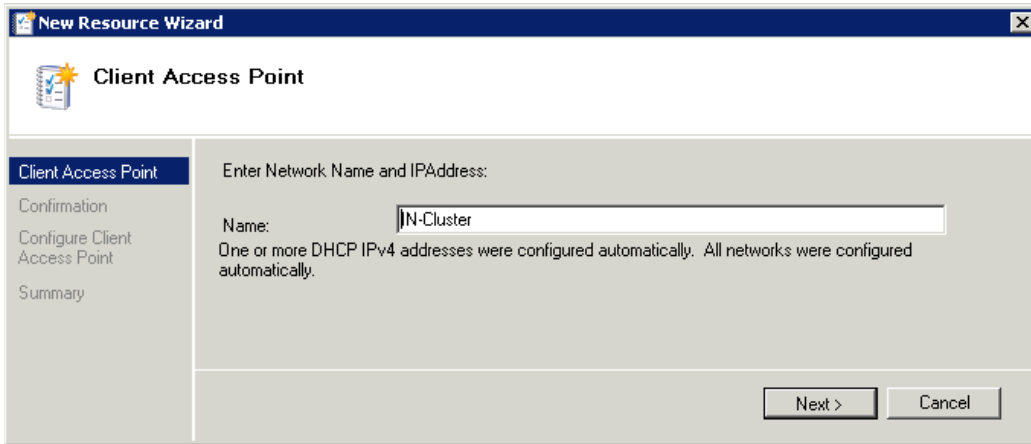 New Resource Wizard
Client Access Point
Client Access Point
Confirmation
Configure Client
Access Point
Summary
Enter Network Name and IPAddress:
Name: IN-Cluster
One or more DHCP IPv4 addresses were configured automatically. All networks were configured
automatically.
Next >
Cancel